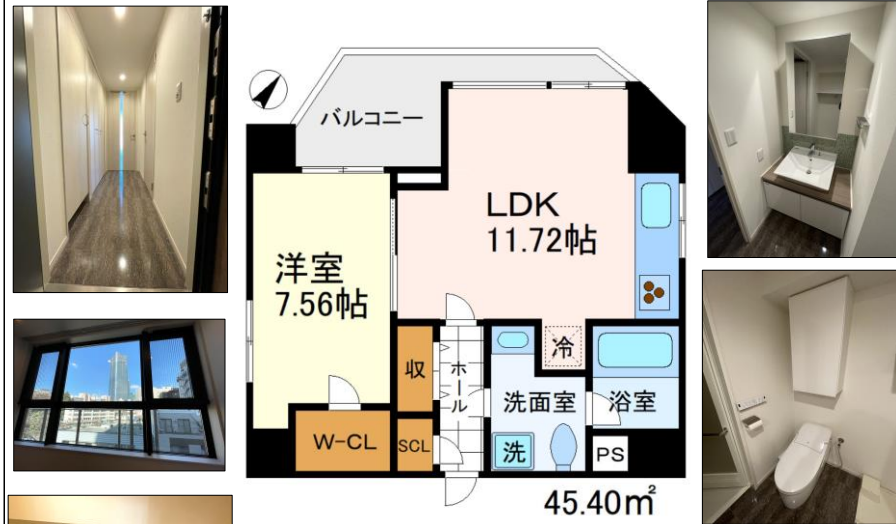 バルコニー
LDK
11.72帖
洋室
7.56帖
冷
収
ホール
洗面室
浴室
W-CL
SCL
洗
PS
45.40㎡